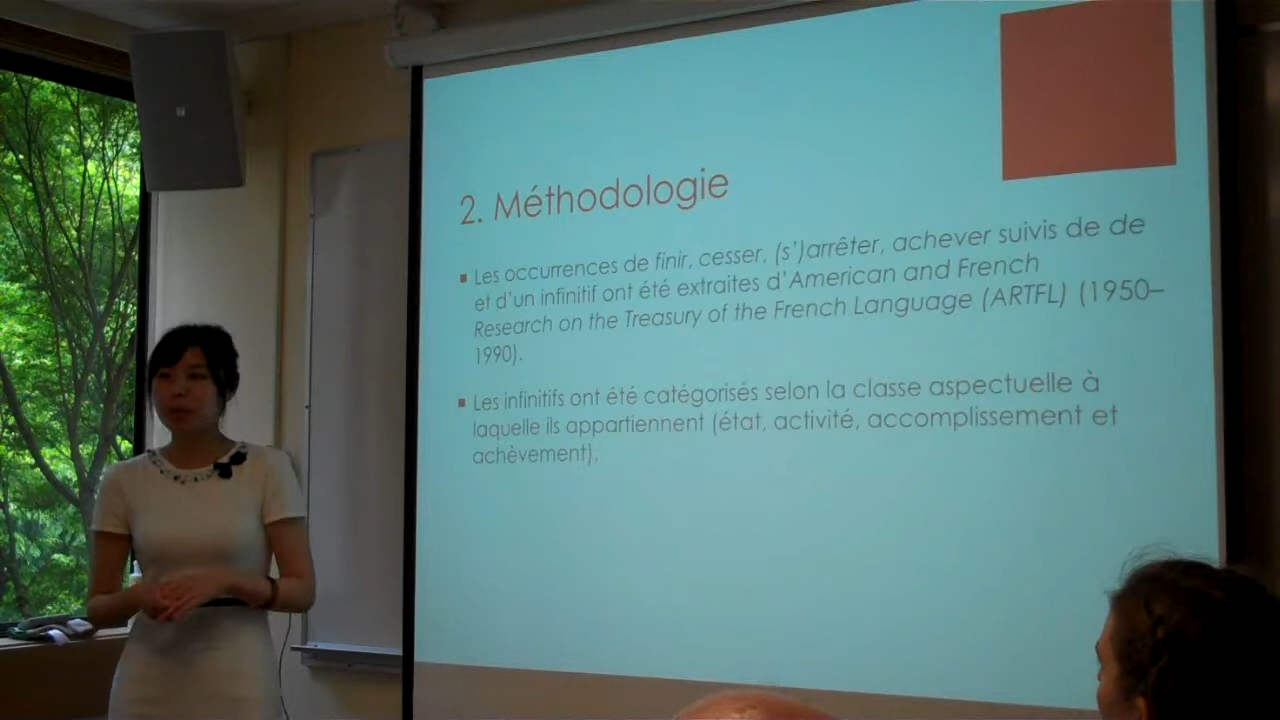 2. Méthodologie
Les occurrences de finir, cesser, (s')arrêter, achever suivis de de
et d'un infinitif ont été extraites d'American and French
Research on the Treasury of the French Language (ARTFL) (1950–
1990).
Les infinitifs ont été catégorisés selon la classe aspectuelle à
laquelle ils appartiennent (état, activité, accomplissement et
achèvement).